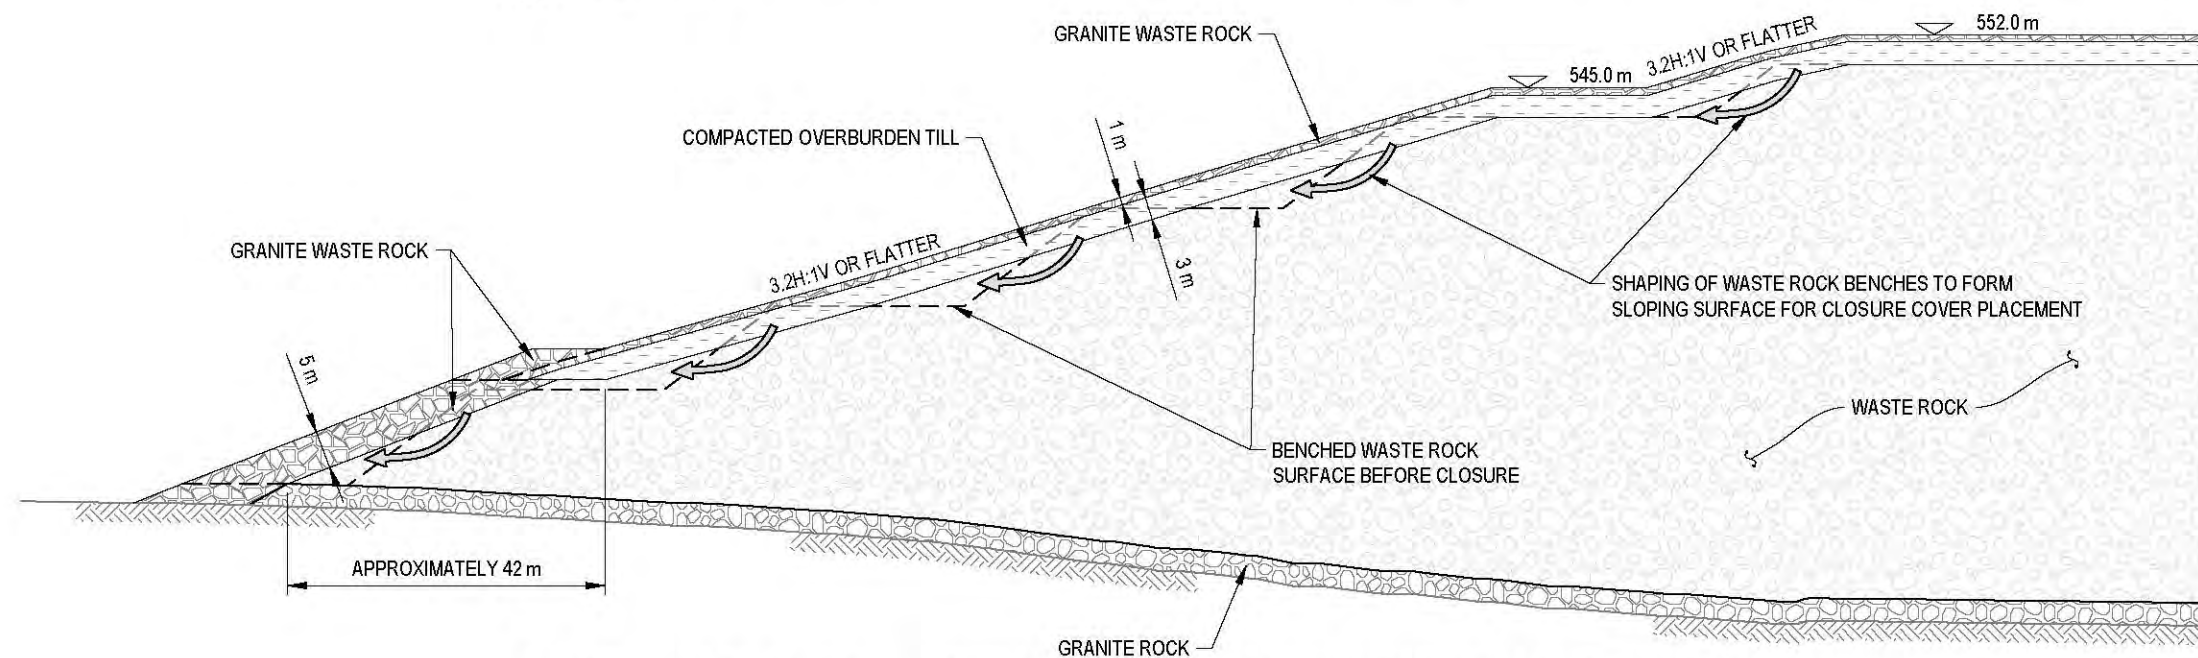 552.0 m
GRANITE WASTE ROCK
3.2H:1V OR FLATTER
545.0 m
COMPACTED OVERBURDEN TILL
1 m
GRANITE WASTE ROCK
3.2H:1V OR FLATTER
3 m
SHAPING OF WASTE ROCK BENCHES TO FORM
SLOPING SURFACE FOR CLOSURE COVER PLACEMENT
5 m
WASTE ROCK
BENCHED WASTE ROCK
SURFACE BEFORE CLOSURE
APPROXIMATELY 42 m
GRANITE ROCK